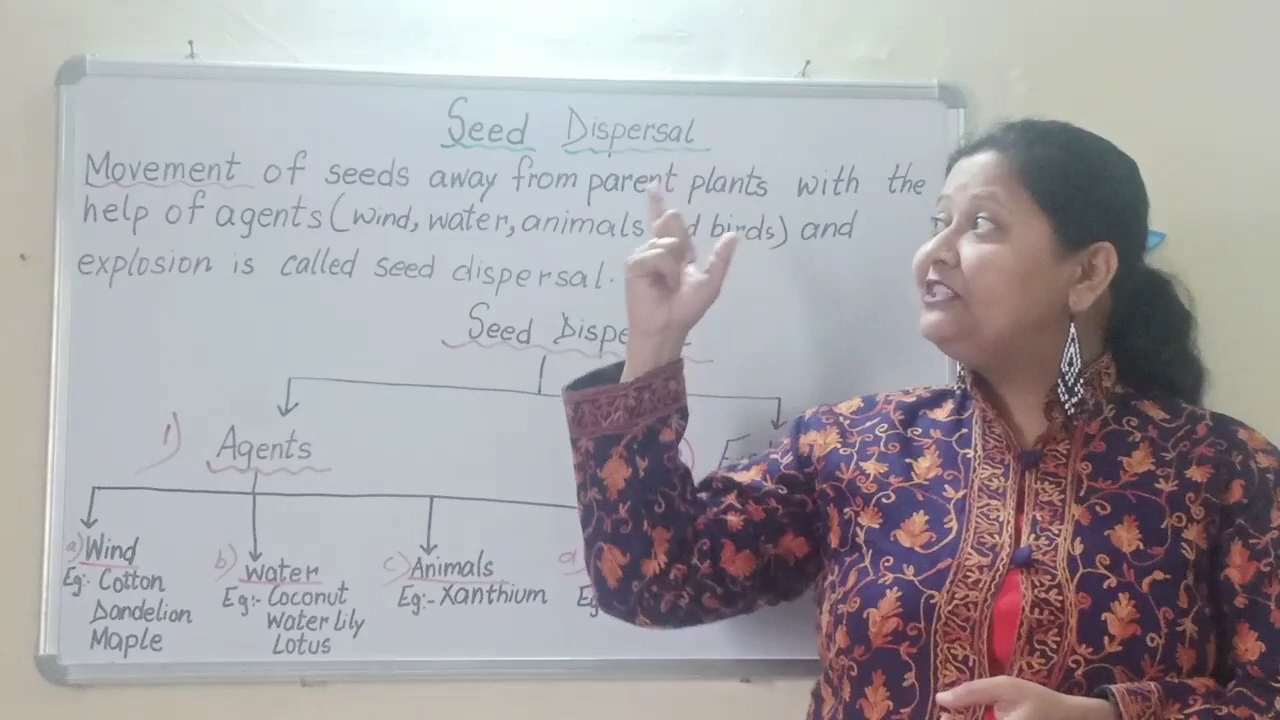 Seed Dispersal
Movement of seeds away from parent plants with the
help of agents (wind, water, animals birds) and
explosion is called seed dispersal.
Seed
1) Agents
a) Wind
Eg:- Cotton
Dandelion
Maple
b) Water
Eg:- Coconut
Water Lily
Lotus
c) Animals
Eg:- Xanthium
d
Eg